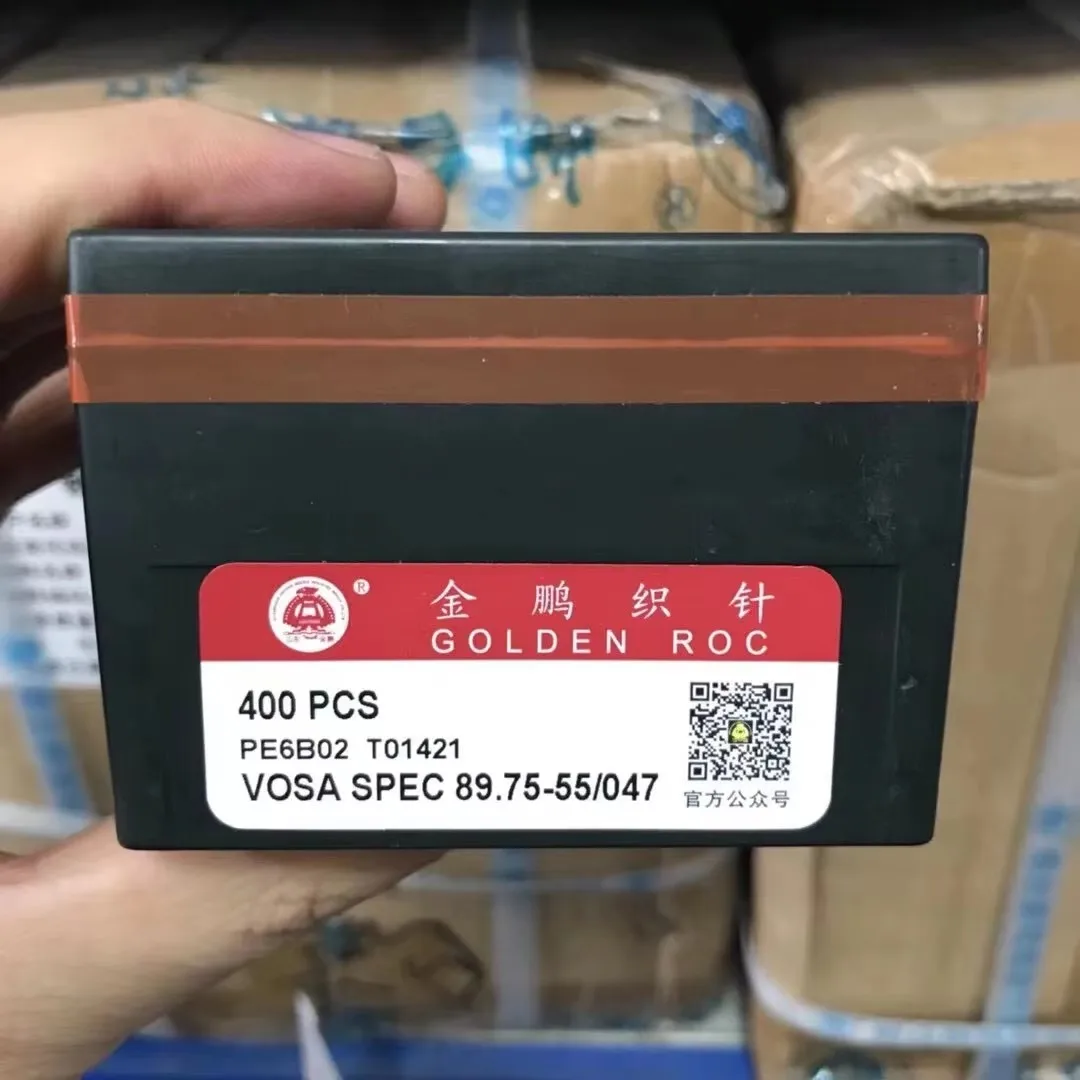 ®
金鹏织针
GOLDEN ROC
400 PCS
PE6B02 T01421
VOSA SPEC 89.75-55/047
官方公众号